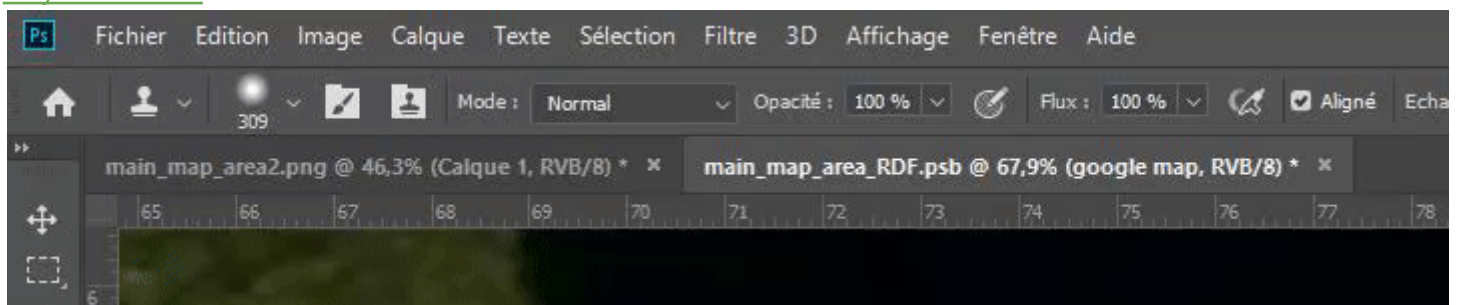 Ps Fichier Edition Image Calque Texte Sélection Filtre 3D Affichage Fenêtre Aide
309 Mode : Normal Opacité : 100 % Flux : 100 % Aligné Echa
main_map_area2.png @ 46,3% (Calque 1, RVB/8) * × main_map_area_RDF.psb @ 67,9% (google map, RVB/8) * ×
65 66 67 68 69 70 71 72 73 74 75 76 77 78
6